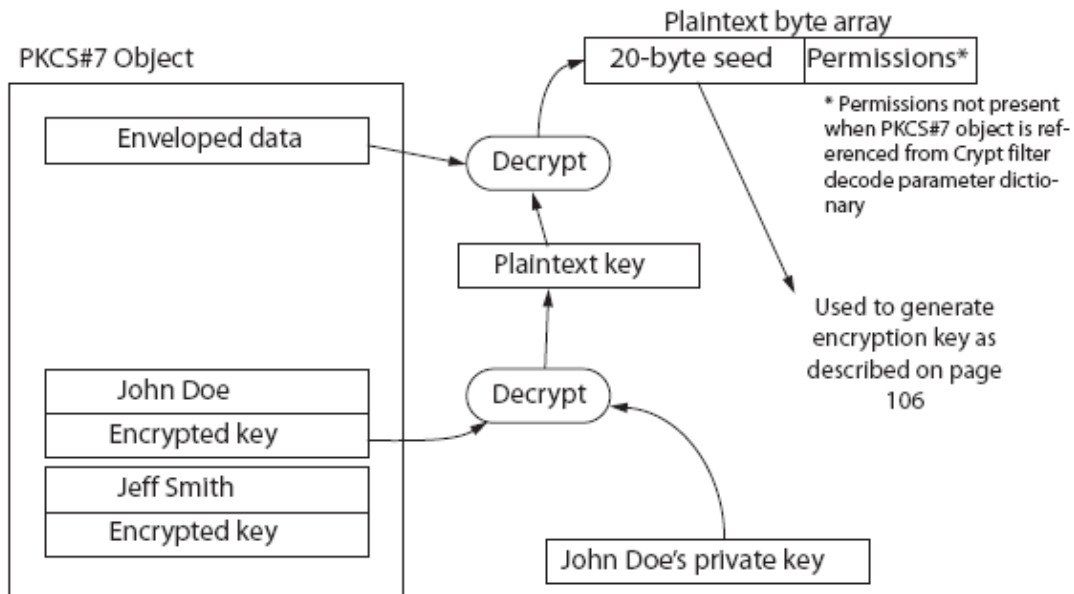 Plaintext byte array
PKCS#7 Object
20-byte seed
Permissions*
* Permissions not present
when PKCS#7 object is ref-
erenced from Crypt filter
decode parameter dictio-
nary
Enveloped data
Decrypt
Plaintext key
Used to generate
encryption key as
described on page
106
John Doe
Encrypted key
Decrypt
Jeff Smith
Encrypted key
John Doe's private key